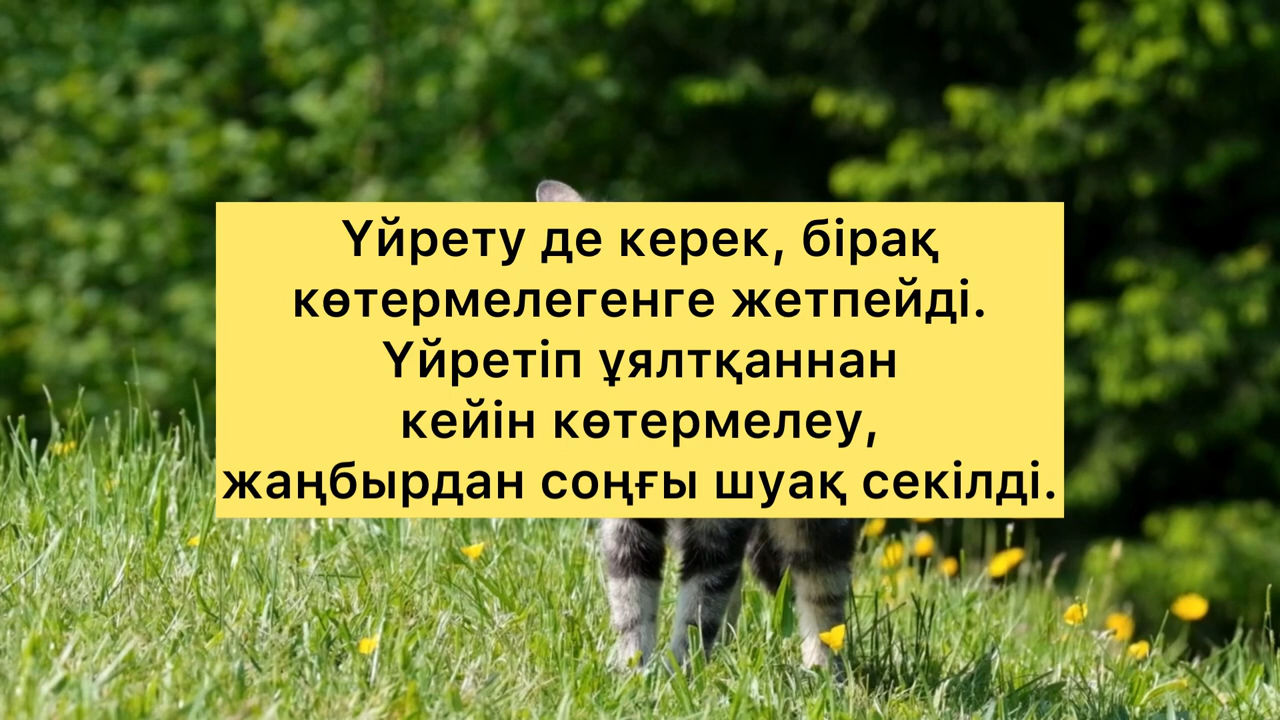 Үйрету де керек, бірақ
көтермелегенге жетпейді.
Үйретіп ұялтқаннан
кейін көтермелеу,
жаңбырдан соңғы шуақ секілді.